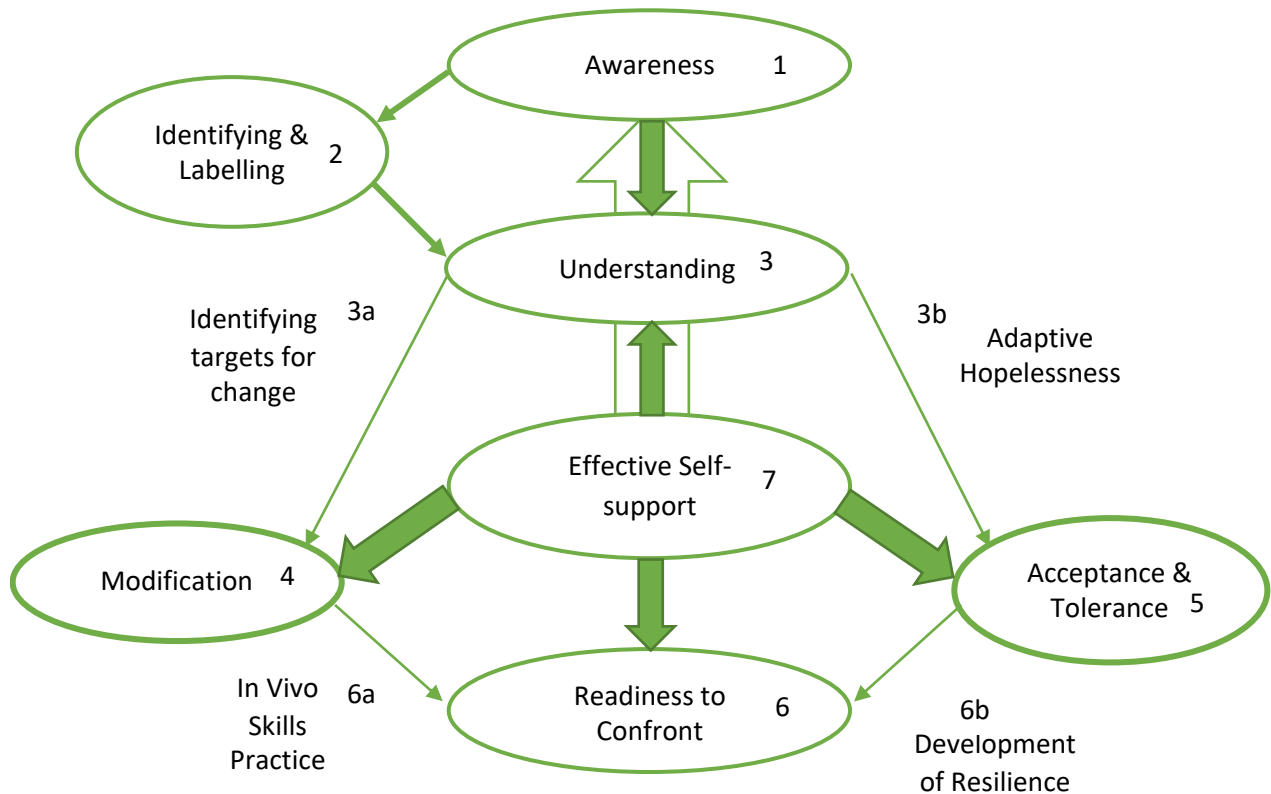 Awareness 1
Identifying &
Labelling 2
Understanding 3
3a
Identifying
targets for
change
3b
Adaptive
Hopelessness
Effective Self-
support 7
Modification 4
Acceptance &
Tolerance 5
6a
In Vivo
Skills
Practice
Readiness to
Confront 6
6b
Development
of Resilience